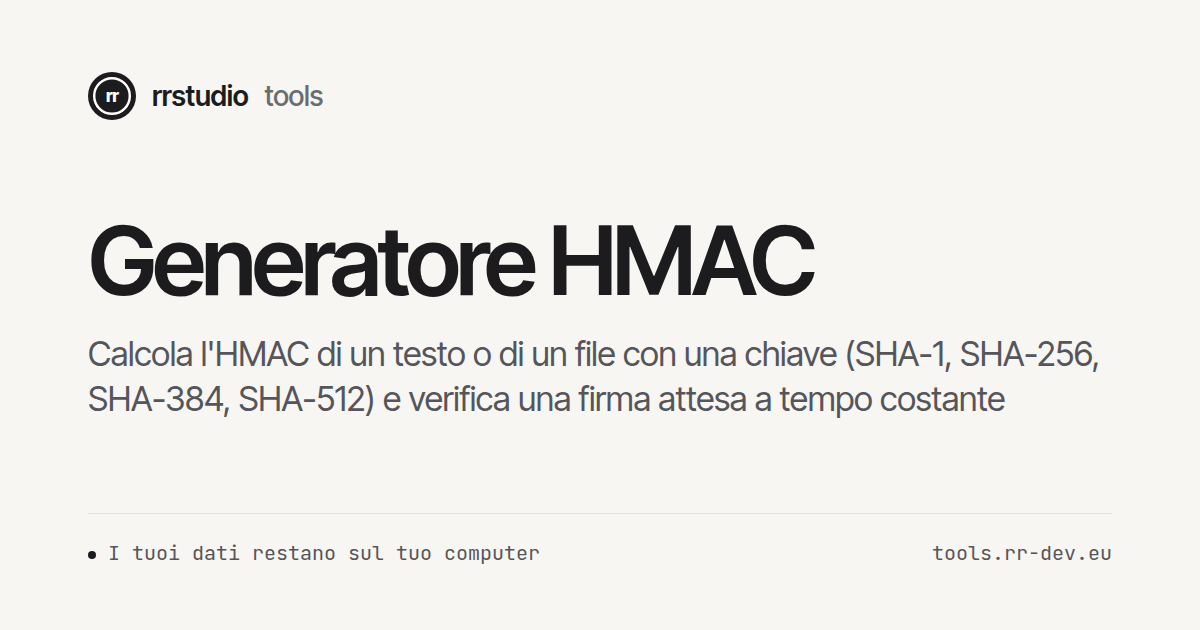 rr rrstudio tools
Generatore HMAC
Calcola l'HMAC di un testo o di un file con una chiave (SHA-1, SHA-256,
SHA-384, SHA-512) e verifica una firma attesa a tempo costante
I tuoi dati restano sul tuo computer
tools.rr-dev.eu